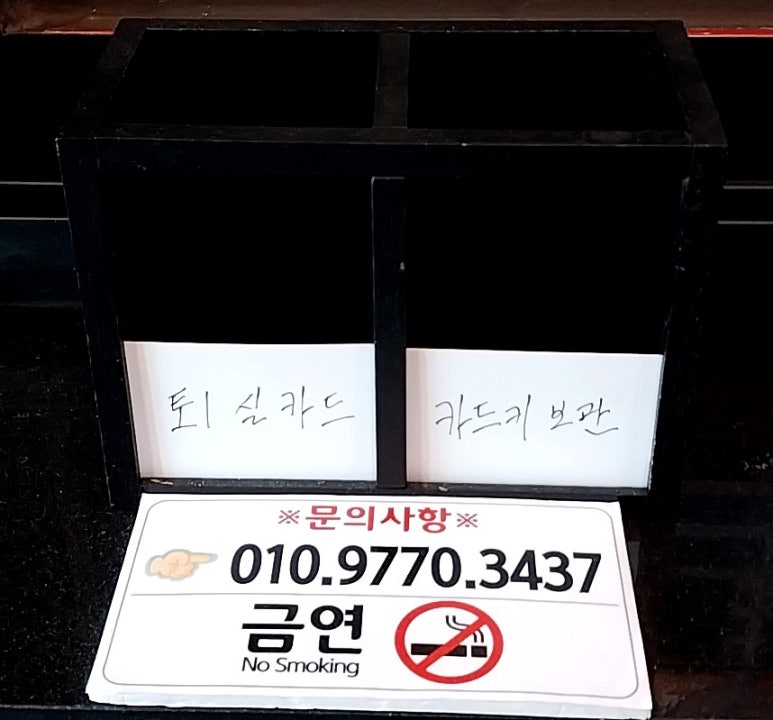 퇴실카드
카드키 보관
※문의사항※
010.9770.3437
금연
No Smoking